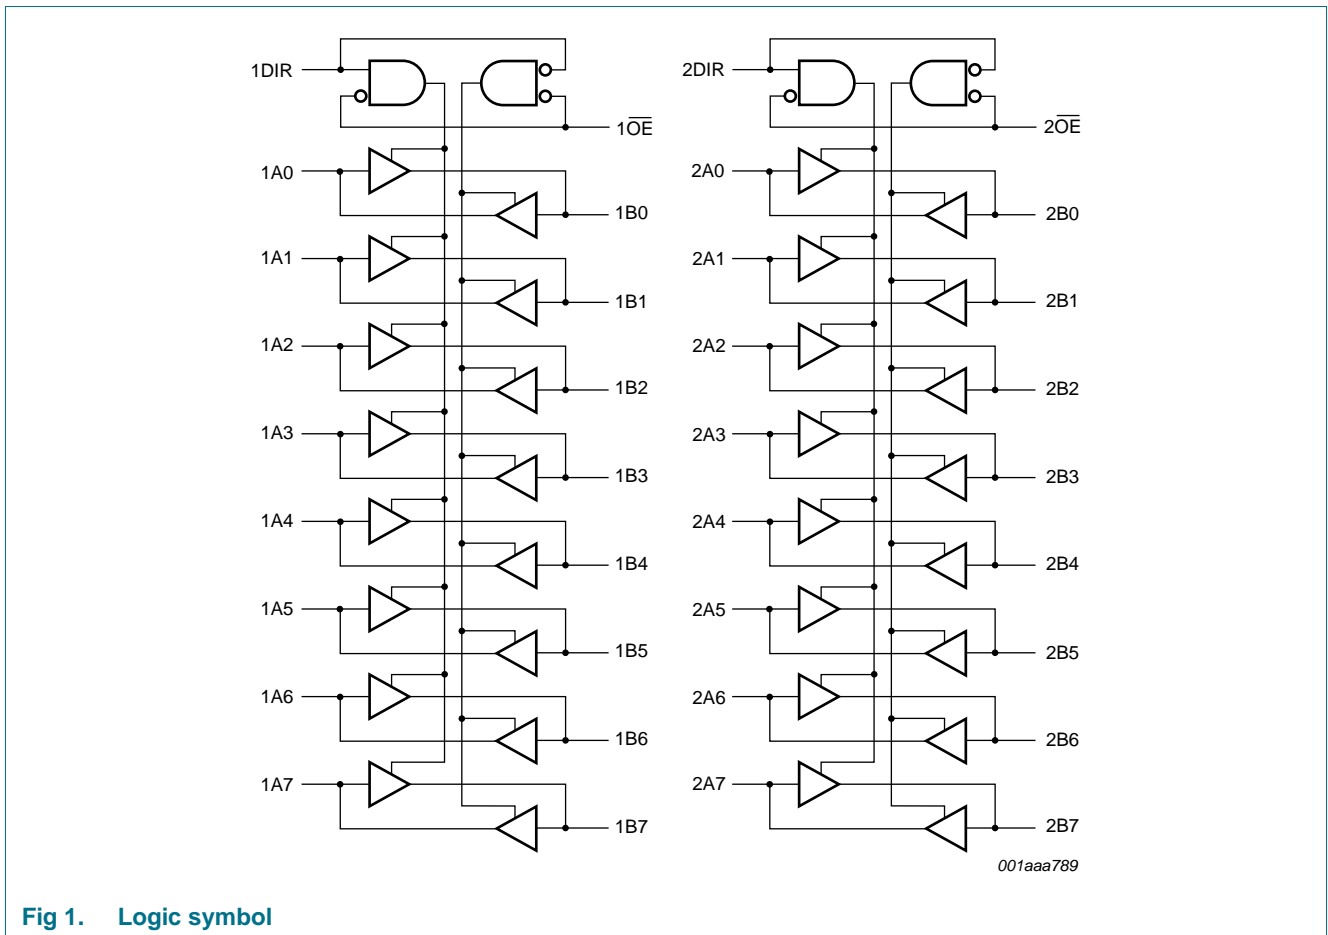 1DIR
1O̅E̅
1A0
1B0
1A1
1B1
1A2
1B2
1A3
1B3
1A4
1B4
1A5
1B5
1A6
1B6
1A7
1B7
2DIR
2O̅E̅
2A0
2B0
2A1
2B1
2A2
2B2
2A3
2B3
2A4
2B4
2A5
2B5
2A6
2B6
2A7
2B7
001aaa789
Fig 1. Logic symbol